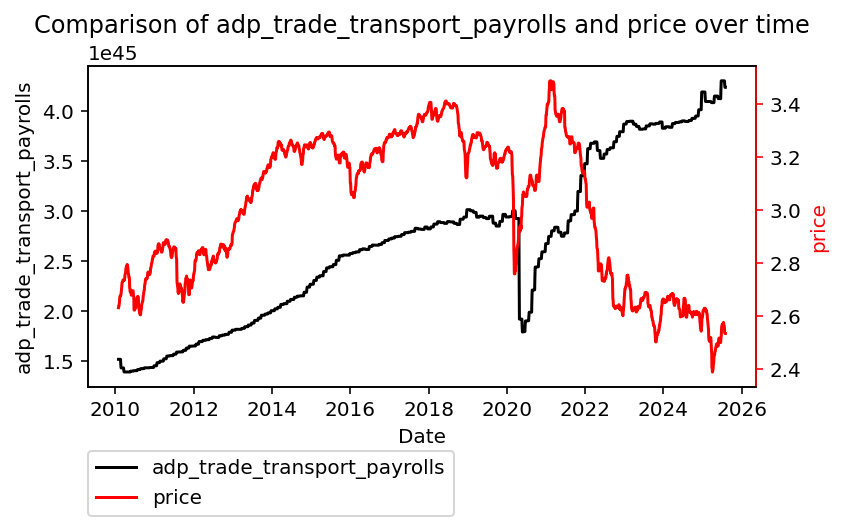 Comparison of adp_trade_transport_payrolls and price over time
1e45
adp_trade_transport_payrolls
4.0
3.5
3.0
2.5
2.0
1.5
3.4
3.2
3.0
2.8
2.6
2.4
price
2010 2012 2014 2016 2018 2020 2022 2024 2026
Date
adp_trade_transport_payrolls
price